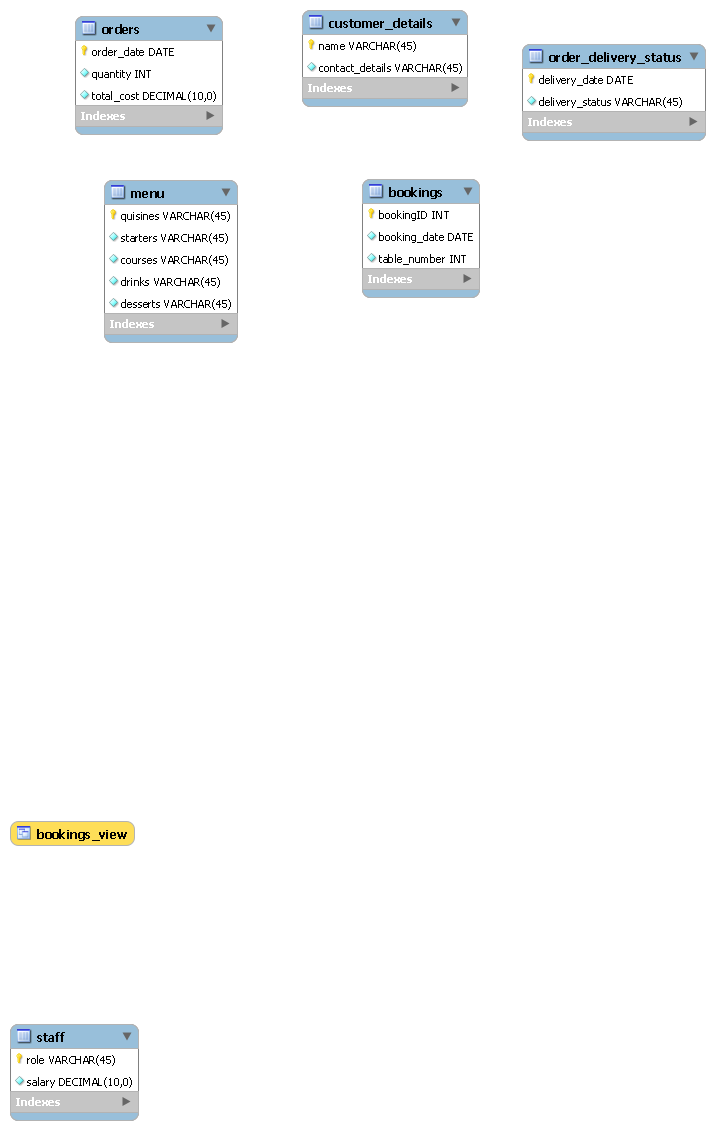 orders
order_date DATE
quantity INT
total_cost DECIMAL(10,0)
Indexes
customer_details
name VARCHAR(45)
contact_details VARCHAR(45)
Indexes
order_delivery_status
delivery_date DATE
delivery_status VARCHAR(45)
Indexes
menu
quisines VARCHAR(45)
starters VARCHAR(45)
courses VARCHAR(45)
drinks VARCHAR(45)
desserts VARCHAR(45)
Indexes
bookings
bookingID INT
booking_date DATE
table_number INT
Indexes
bookings_view
staff
role VARCHAR(45)
salary DECIMAL(10,0)
Indexes